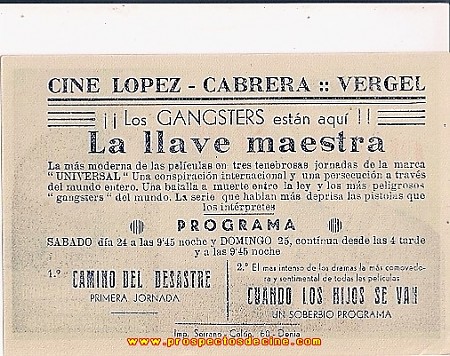 CINE LOPEZ - CABRERA :: VERGEL
¡¡Los GANGSTERS están aquí!!
La llave maestra
La más moderna de las películas en tres tenebrosas jornadas de la marca
"UNIVERSAL" Una conspiración internacional y una persecución a través
del mundo entero. Una batalla a muerte entre la ley y los más peligrosos
"gangsters" del mundo. La serie que hablan más deprisa las pistolas que
los intérpretes
PROGRAMA
SABADO día 24 a las 9'45 noche y DOMINGO 25, contínua desde las 4 tarde
y a las 9'45 noche
1.º CAMINO DEL DESASTRE
PRIMERA JORNADA
2.º El mas intenso de los dramas la más conmovedo-
ra y sentimental de todas las películas
CUANDO LOS HIJOS SE VAN
UN SOBERBIO PROGRAMA
Imp. Soirano - Colón, 60 - Denia
www.prospectosdecine.com